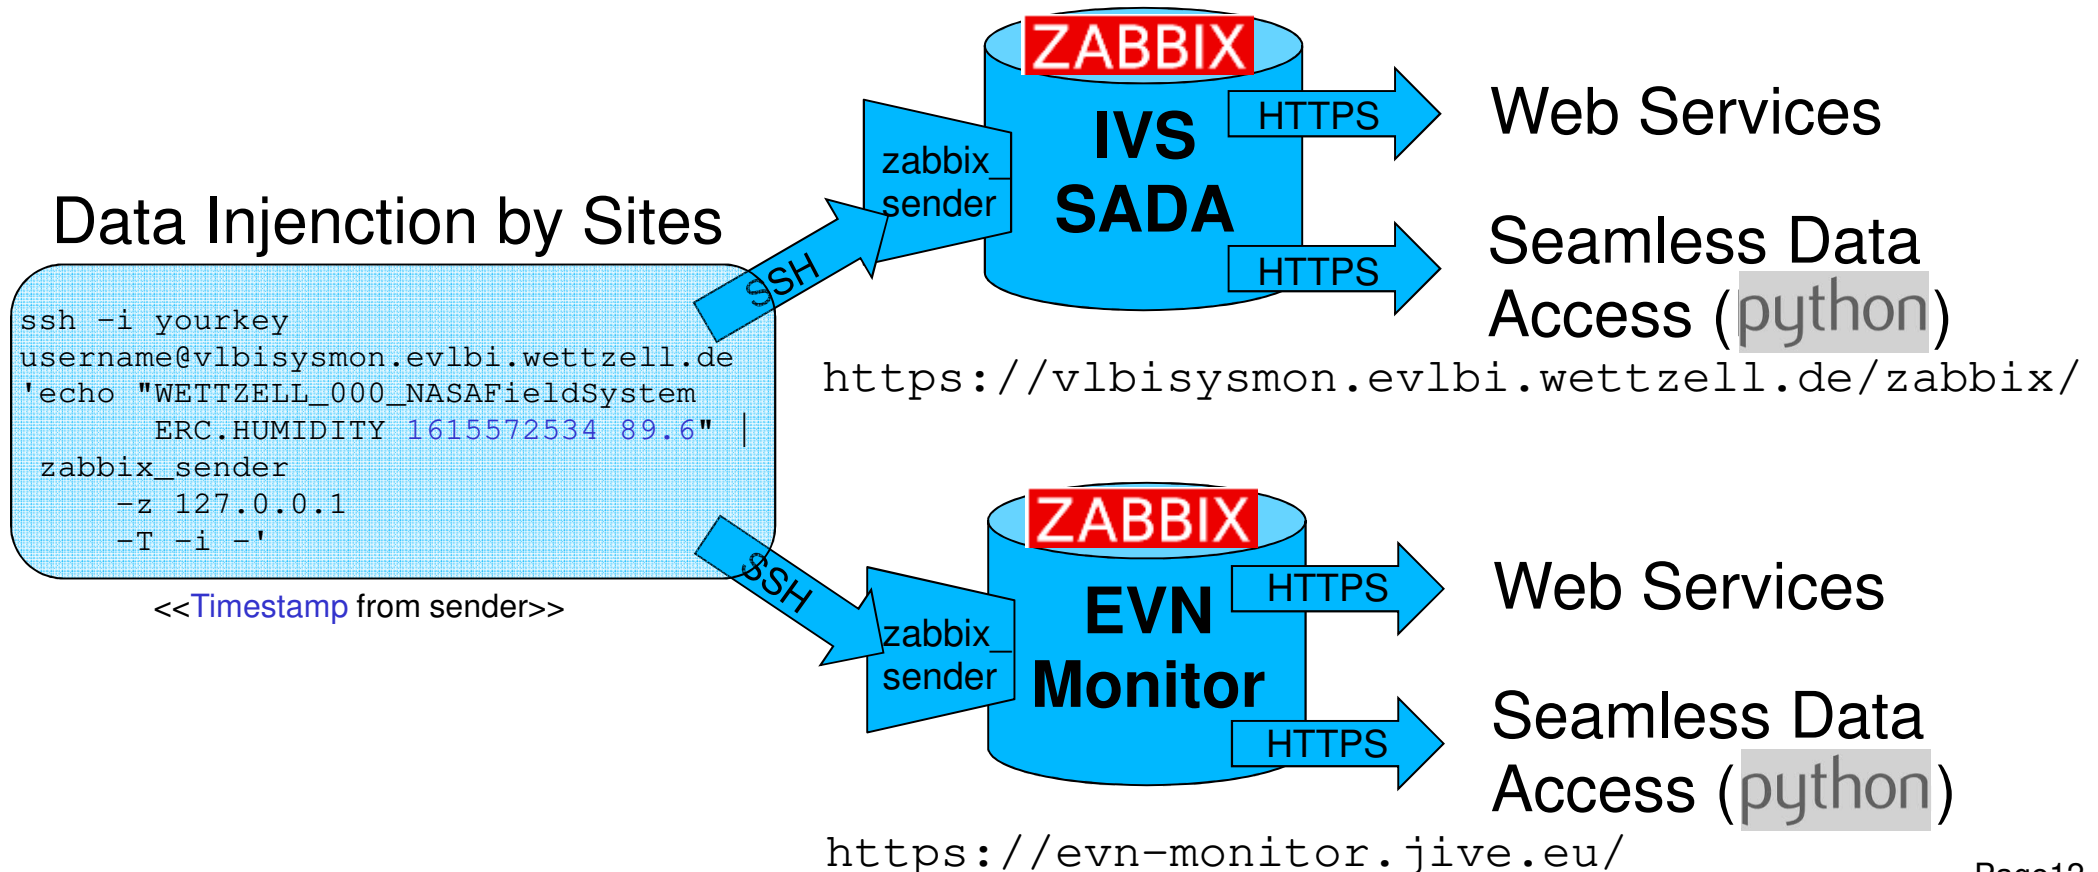 Data Injenction by Sites
ssh -i yourkey
username@vlbisysmon.evlbi.wettzell.de
'echo "WETTZELL_000_NASAFieldSystem
ERC.HUMIDITY 1615572534 89.6" |
zabbix_sender
-z 127.0.0.1
-T -i -'
<<Timestamp from sender>>
SSH
zabbix_
sender
ZABBIX
IVS
SADA
HTTPS
Web Services
HTTPS
Seamless Data
Access (python)
https://vlbisysmon.evlbi.wettzell.de/zabbix/
SSH
zabbix_
sender
ZABBIX
EVN
Monitor
HTTPS
Web Services
HTTPS
Seamless Data
Access (python)
https://evn-monitor.jive.eu/